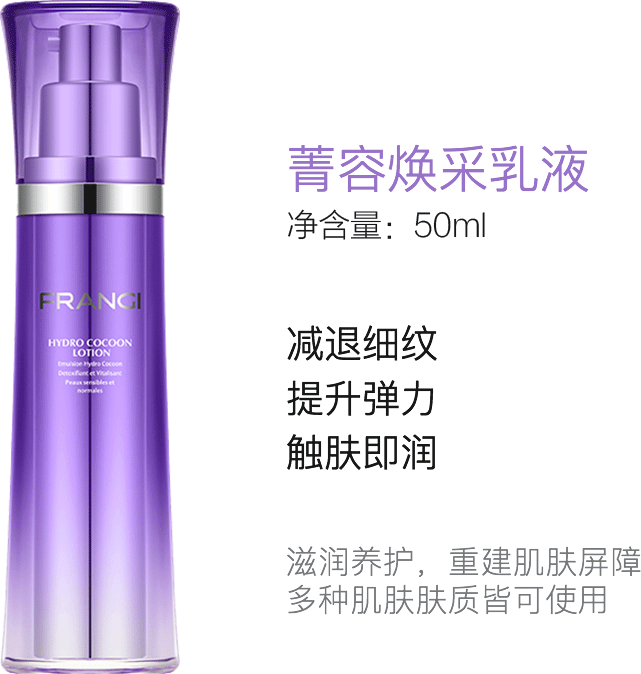 FRANGI
HYDRO COCOON
LOTION
Emulsion Hydro Cocoon
Detoxifiant et Vitalisant
Peaux sensibles et
normales
菁容焕采乳液
净含量：50ml
减退细纹
提升弹力
触肤即润
滋润养护，重建肌肤屏障
多种肌肤肤质皆可使用